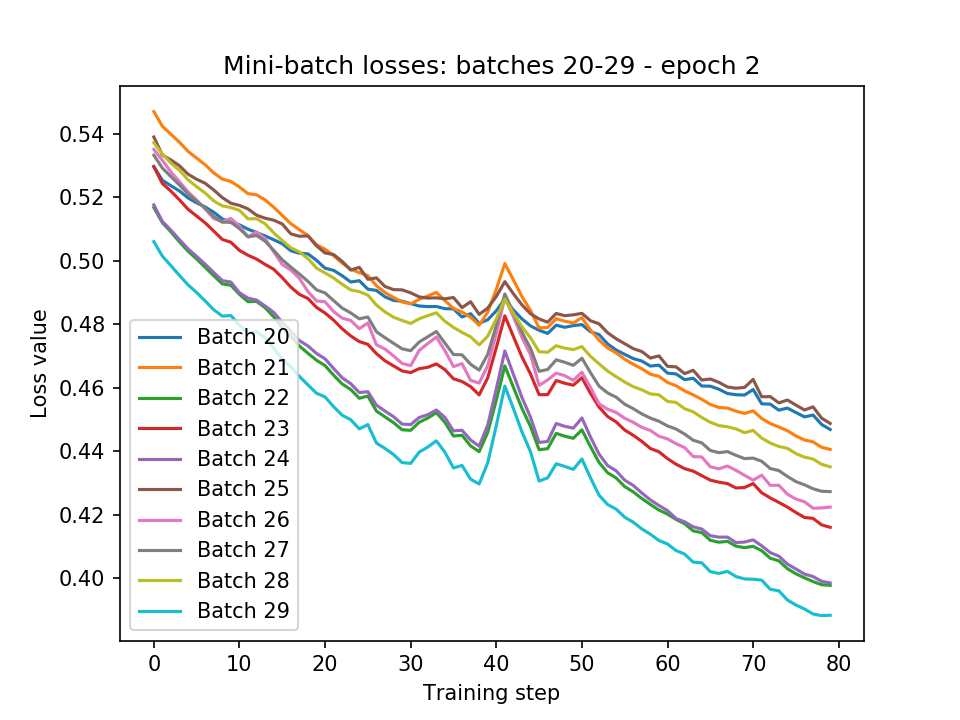 Mini-batch losses: batches 20-29 - epoch 2
Loss value
0.54
0.52
0.50
0.48
0.46
0.44
0.42
0.40
Batch 20
Batch 21
Batch 22
Batch 23
Batch 24
Batch 25
Batch 26
Batch 27
Batch 28
Batch 29
0 10 20 30 40 50 60 70 80
Training step